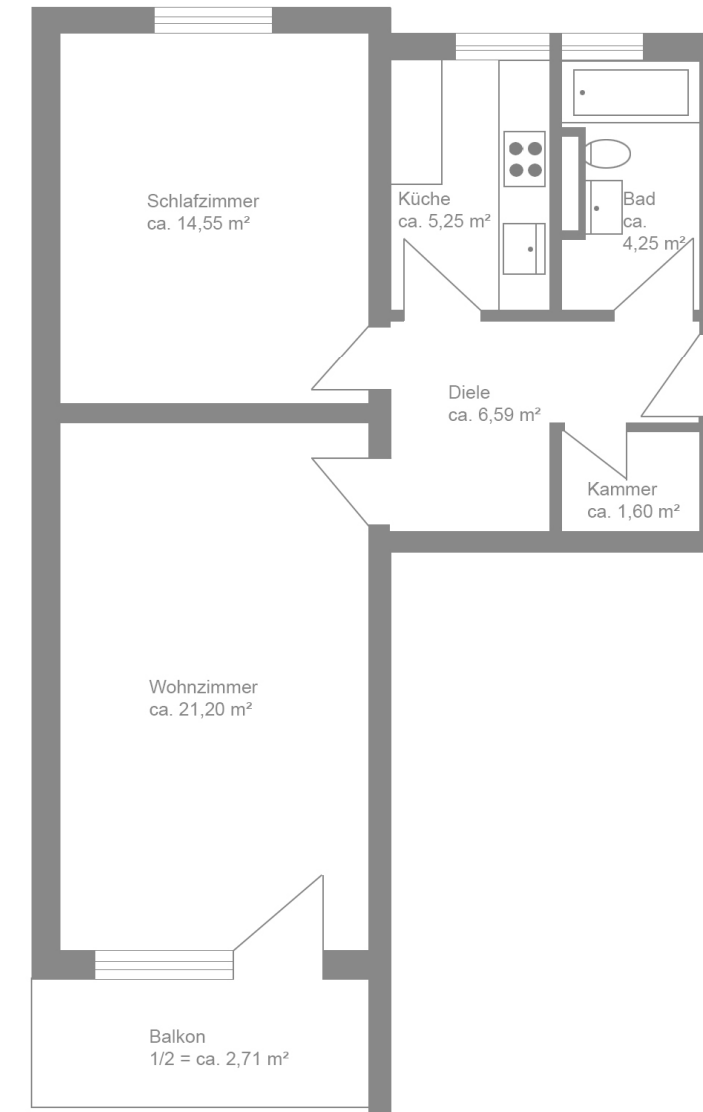 Schlafzimmer
ca. 14,55 m²
Küche
ca. 5,25 m²
Bad
ca.
4,25 m²
Diele
ca. 6,59 m²
Kammer
ca. 1,60 m²
Wohnzimmer
ca. 21,20 m²
Balkon
1/2 = ca. 2,71 m²